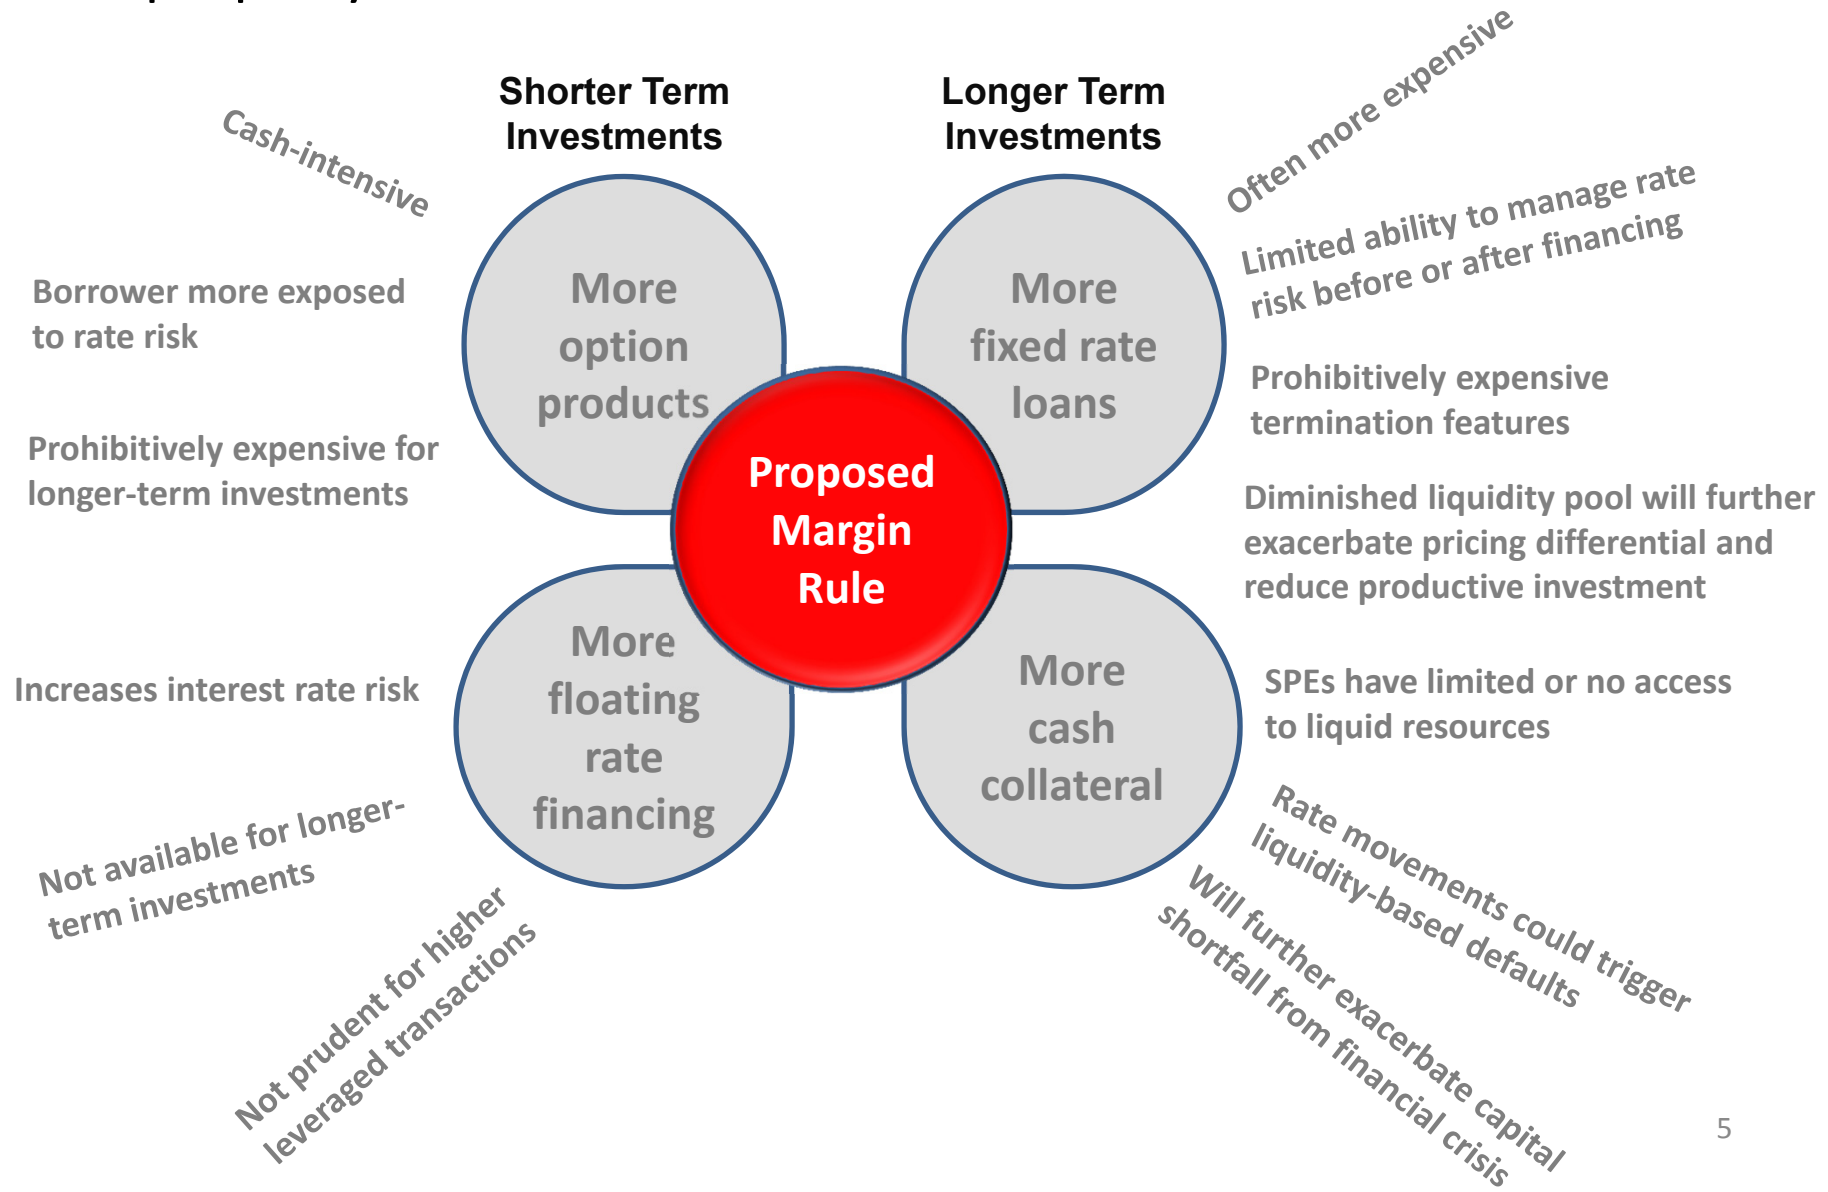 Shorter Term
Investments
Longer Term
Investments
Cash-intensive
Borrower more exposed
to rate risk
Prohibitively expensive for
longer-term investments
More
option
products
More
fixed rate
loans
Often more expensive
Limited ability to manage rate
risk before or after financing
Prohibitively expensive
termination features
Diminished liquidity pool will further
exacerbate pricing differential and
reduce productive investment
Proposed
Margin
Rule
Increases interest rate risk
Not available for longer-
term investments
Not prudent for higher
leveraged transactions
More
floating
rate
financing
More
cash
collateral
SPEs have limited or no access
to liquid resources
Rate movements could trigger
liquidity-based defaults
Will further exacerbate capital
shortfall from financial crisis
5